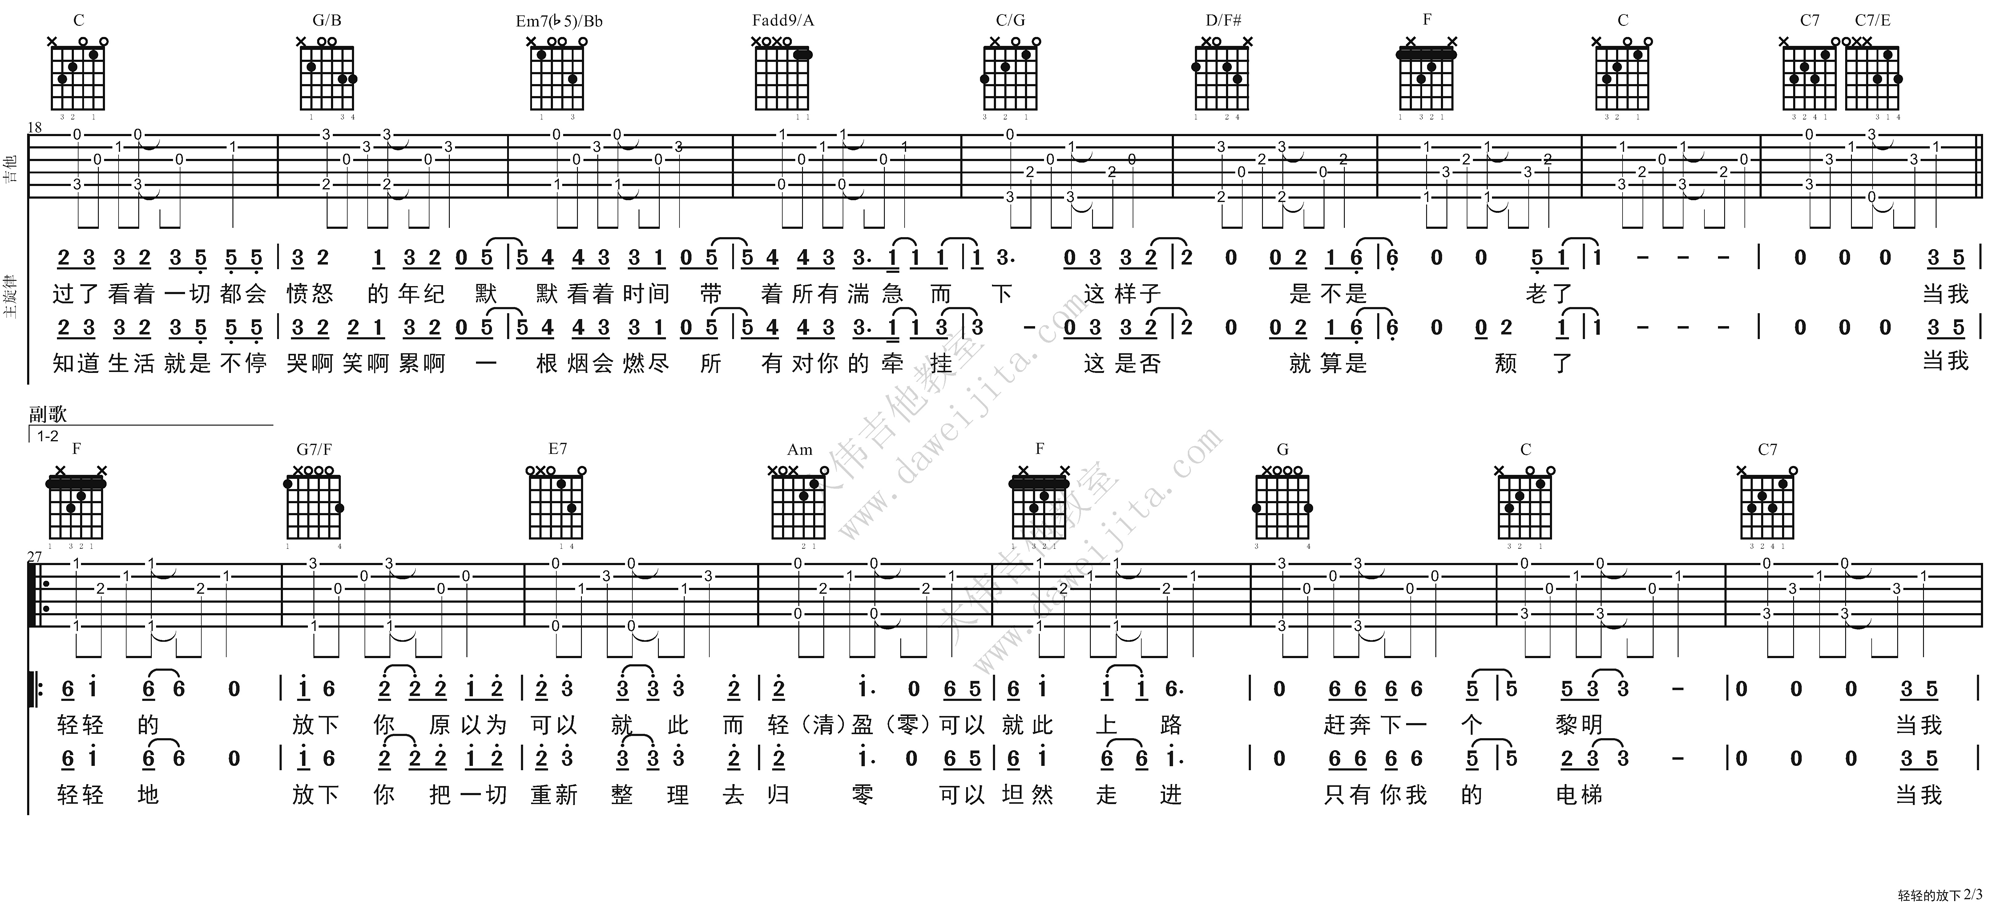 C G/B Em7(♭5)/Bb Fadd9/A C/G D/F# F C C7 C7/E
18
吉他
主旋律
2 3 3 2 3 5 5 5 | 3 2 1 3 2 0 5 | 5 4 4 3 3 1 0 5 | 5 4 4 3 3. 1 1 1 | 1 3. 0 3 3 2 | 2 0 0 2 1 6 | 6 0 0 5 1 | 1 - - - | 0 0 0 3 5 |
过了看着一切都会 愤怒 的年纪 默 默看着时间 带 着所有湍急而 下 这样子 是不是 老了 当我
2 3 3 2 3 5 5 5 | 3 2 2 1 3 2 0 5 | 5 4 4 3 3 1 0 5 | 5 4 4 3 3. 1 1 3 | 3 - 0 3 3 2 | 2 0 0 2 1 6 | 6 0 0 2 1 | 1 - - - | 0 0 0 3 5 |
知道生活就是不停 哭啊笑啊累啊 一 根烟会燃尽 所 有对你的牵挂 这是否 就算是 颓了 当我
副歌
1-2
F G7/F E7 Am F G C C7
27
6 1 6 6 0 | 1 6 2 2 2 1 2 | 2 3 3 3 3 2 | 2 1. 0 6 5 | 6 1 1 1 6. | 0 6 6 6 6 5 | 5 5 3 3 - | 0 0 0 3 5 |
轻轻的 放下 你 原以为 可以 就 此 而 轻（清）盈（零）可以 就此 上 路 赶奔下一 个 黎明 当我
6 1 6 6 0 | 1 6 2 2 2 1 2 | 2 3 3 3 3 2 | 2 1. 0 6 5 | 6 1 6 6 1. | 0 6 6 6 6 5 | 5 2 3 3 - | 0 0 0 3 5 |
轻轻 地 放下 你 把一切 重新 整 理 去 归 零 可以 坦然 走 进 只有你我 的 电梯 当我
大伟吉他教室
www.daweijita.com
大伟吉他教室
www.daweijita.com
轻轻的放下 2/3